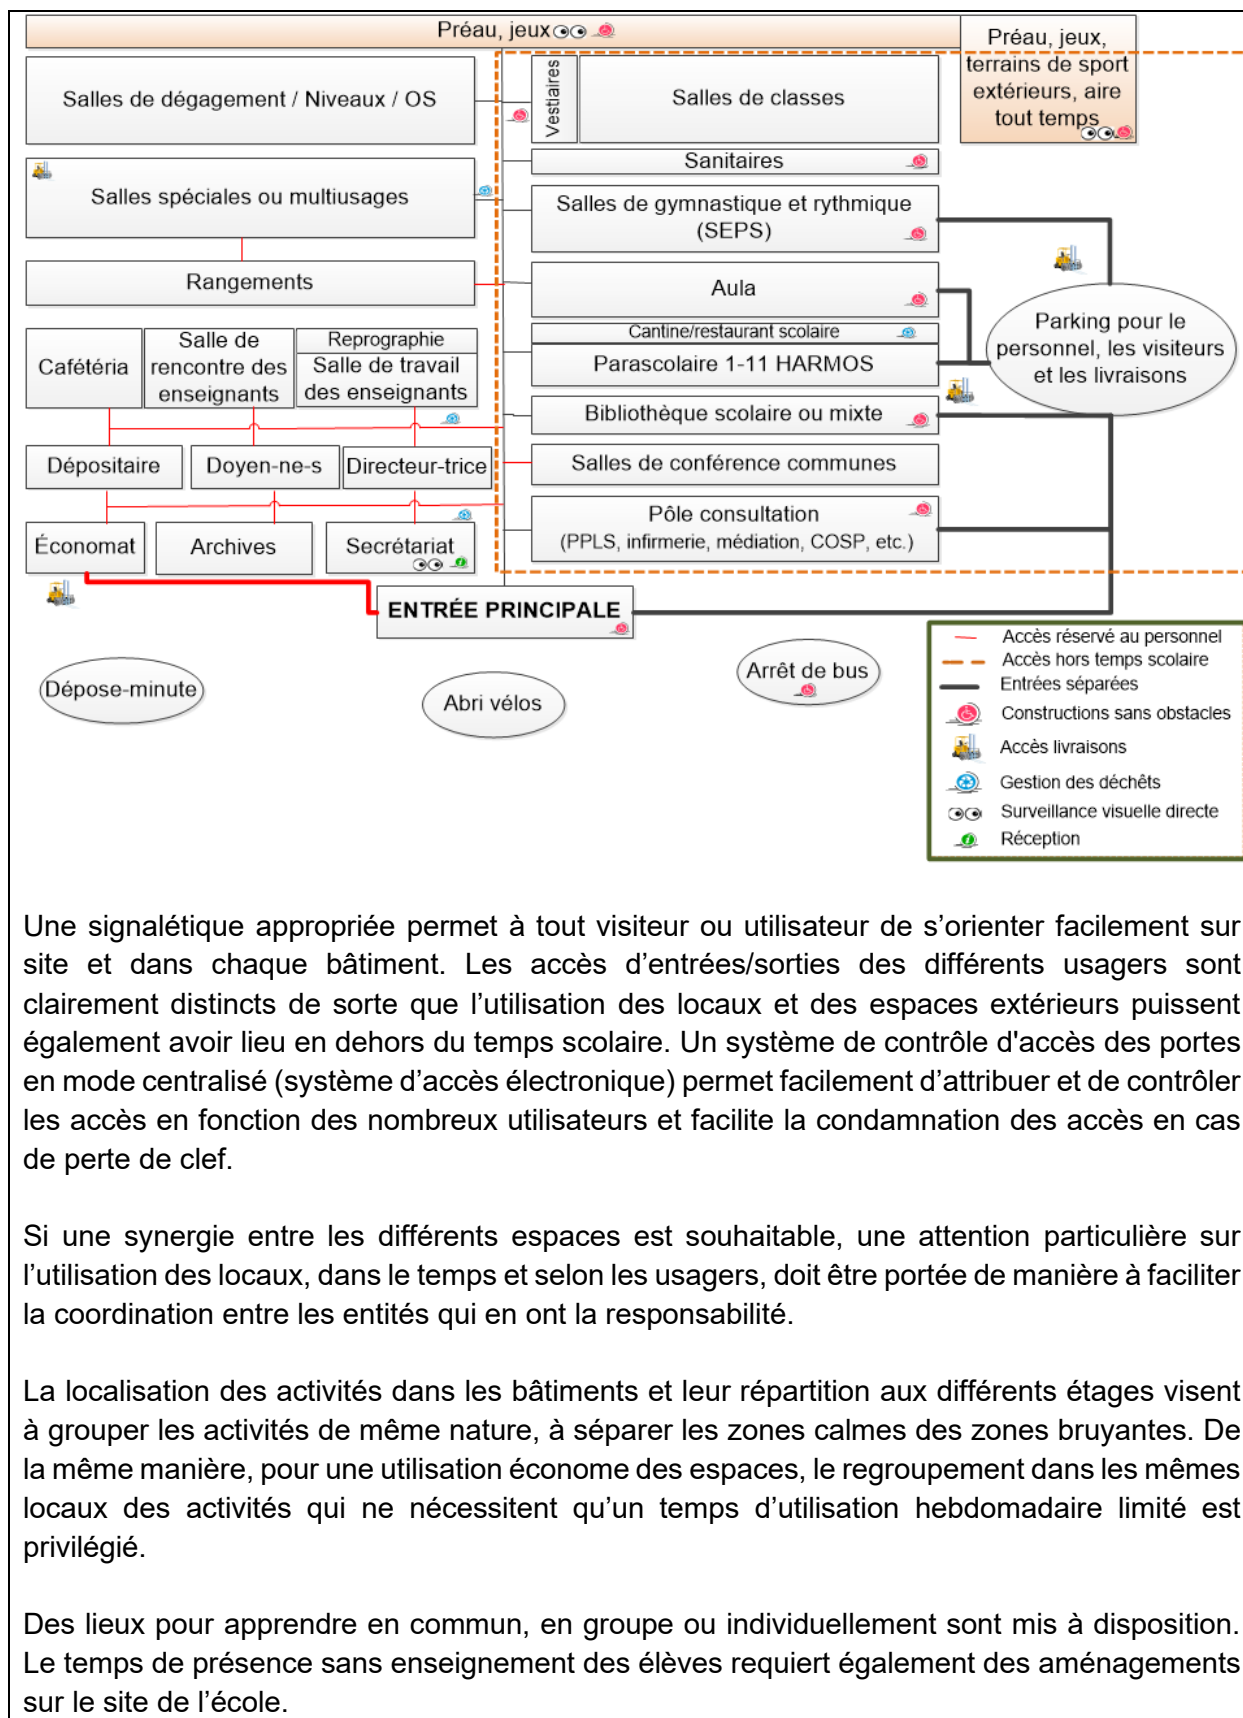 Préau, jeux
Préau, jeux,
terrains de sport
extérieurs, aire
tout temps
Salles de dégagement / Niveaux / OS
Vestiaires
Salles de classes
Sanitaires
Salles spéciales ou multiusages
Salles de gymnastique et rythmique
(SEPS)
Rangements
Aula
Parking pour le
personnel, les visiteurs
et les livraisons
Cafétéria
Salle de
rencontre des
enseignants
Reprographie
Salle de travail
des enseignants
Cantine/restaurant scolaire
Parascolaire 1-11 HARMOS
Bibliothèque scolaire ou mixte
Dépositaire
Doyen-ne-s
Directeur-trice
Salles de conférence communes
Économat
Archives
Secrétariat
Pôle consultation
(PPLS, infirmerie, médiation, COSP, etc.)
ENTRÉE PRINCIPALE
Dépose-minute
Abri vélos
Arrêt de bus
Accès réservé au personnel
Accès hors temps scolaire
Entrées séparées
Constructions sans obstacles
Accès livraisons
Gestion des déchêts
Surveillance visuelle directe
Réception
Une signalétique appropriée permet à tout visiteur ou utilisateur de s’orienter facilement sur
site et dans chaque bâtiment. Les accès d’entrées/sorties des différents usagers sont
clairement distincts de sorte que l’utilisation des locaux et des espaces extérieurs puissent
également avoir lieu en dehors du temps scolaire. Un système de contrôle d'accès des portes
en mode centralisé (système d’accès électronique) permet facilement d’attribuer et de contrôler
les accès en fonction des nombreux utilisateurs et facilite la condamnation des accès en cas
de perte de clef.
Si une synergie entre les différents espaces est souhaitable, une attention particulière sur
l’utilisation des locaux, dans le temps et selon les usagers, doit être portée de manière à faciliter
la coordination entre les entités qui en ont la responsabilité.
La localisation des activités dans les bâtiments et leur répartition aux différents étages visent
à grouper les activités de même nature, à séparer les zones calmes des zones bruyantes. De
la même manière, pour une utilisation économe des espaces, le regroupement dans les mêmes
locaux des activités qui ne nécessitent qu’un temps d’utilisation hebdomadaire limité est
privilégié.
Des lieux pour apprendre en commun, en groupe ou individuellement sont mis à disposition.
Le temps de présence sans enseignement des élèves requiert également des aménagements
sur le site de l’école.